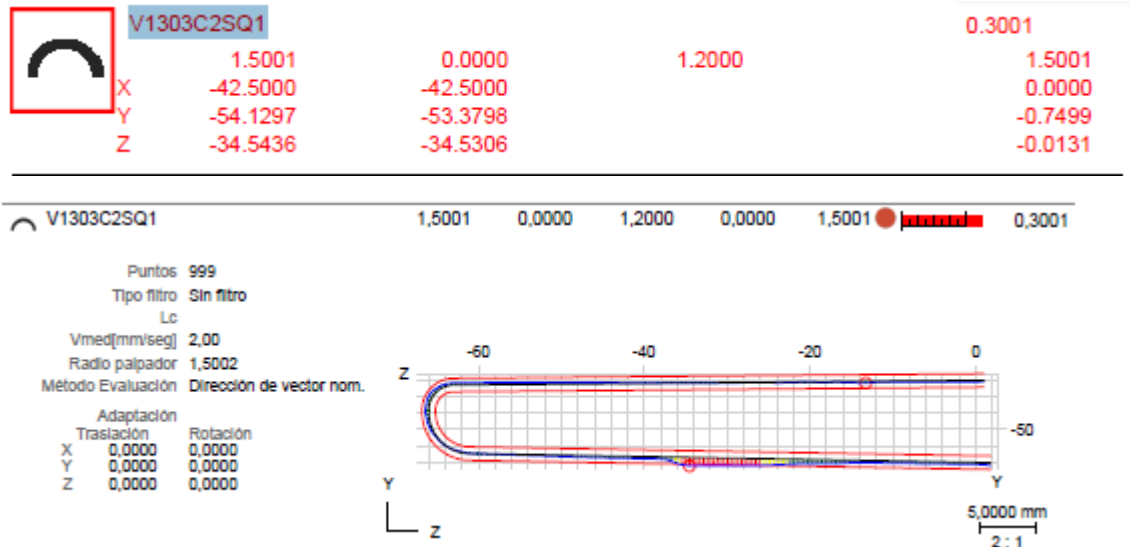 V1303C2SQ1 0.3001
1.5001 0.0000 1.2000 1.5001
X -42.5000 -42.5000 0.0000
Y -54.1297 -53.3798 -0.7499
Z -34.5436 -34.5306 -0.0131
V1303C2SQ1 1,5001 0,0000 1,2000 0,0000 1,5001 0,3001
Puntos 999
Tipo filtro Sin filtro
Lc
Vmed[mm/seg] 2,00
Radio palpador 1,5002
Método Evaluación Dirección de vector nom.
Adaptación
Traslación Rotación
X 0,0000 0,0000
Y 0,0000 0,0000
Z 0,0000 0,0000
-60 -40 -20 0
Z
-50
Y
Y
Z
5,0000 mm
2 : 1